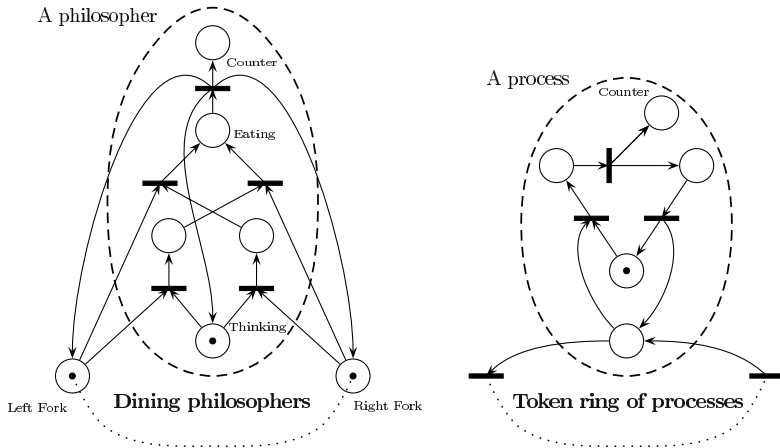 A philosopher
Counter
Eating
Thinking
Left Fork
Dining philosophers
Right Fork
A process
Counter
Token ring of processes